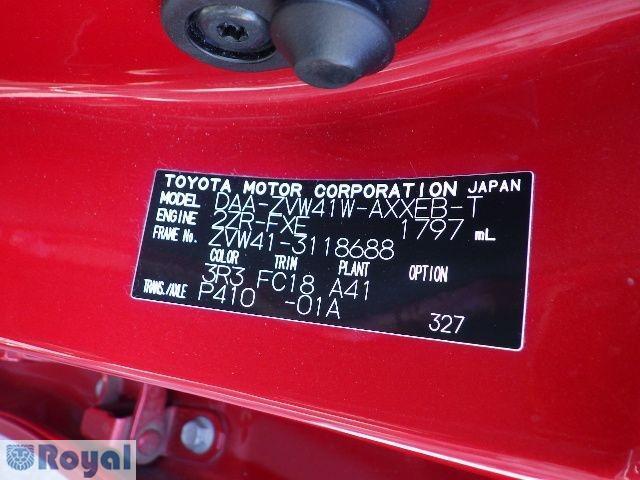 TOYOTA MOTOR CORPORATION JAPAN
MODEL DAA-ZVW41W-AXXEB-T
ENGINE 2ZR-FXE 1797 mL
FRAME No. ZVW41-3118688
COLOR TRIM PLANT OPTION
3R3 FC18 A41
TRANS./AXLE P410 -01A
327
Royal